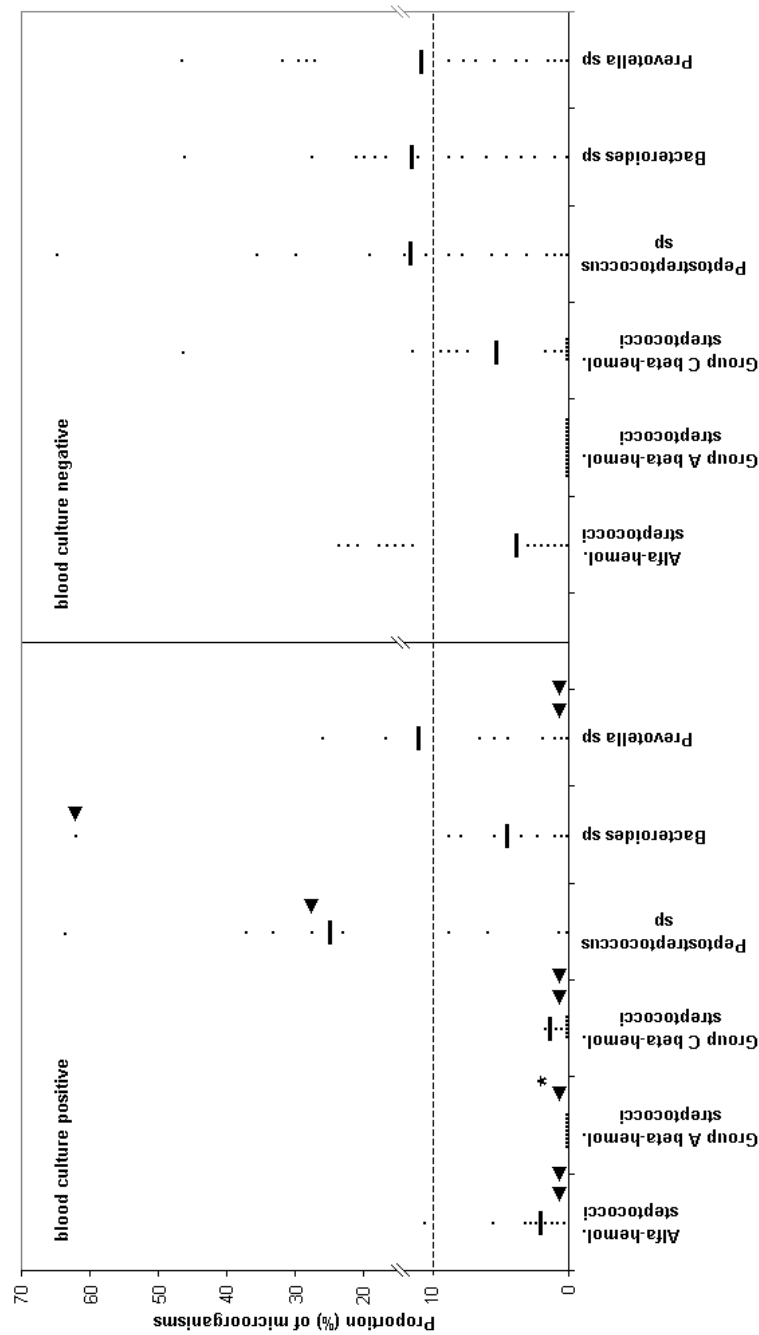 Proportion (%) of microorganisms
70
60
50
40
30
20
10
0
blood culture positive
blood culture negative
*
Alfa-hemol.
steptococci
Group A beta-hemol.
streptococci
Group C beta-hemol.
streptococci
Peptostreptococcus
sp
Bacteroides sp
Prevotella sp
Alfa-hemol.
streptococci
Group A beta-hemol.
streptococci
Group C beta-hemol.
streptococci
Peptostreptococcus
sp
Bacteroides sp
Prevotella sp